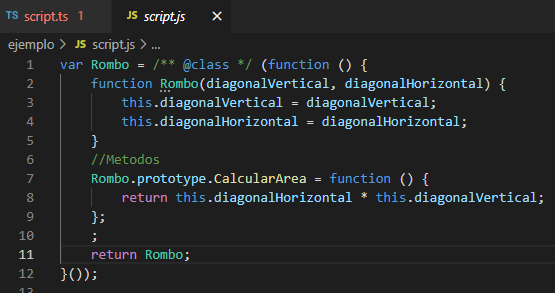 TS script.ts 1 JS script.js ×
ejemplo > JS script.js > ...
1 var Rombo = /** @class */ (function () {
2     function Rombo(diagonalVertical, diagonalHorizontal) {
3         this.diagonalVertical = diagonalVertical;
4         this.diagonalHorizontal = diagonalHorizontal;
5     }
6     //Metodos
7     Rombo.prototype.CalcularArea = function () {
8         return this.diagonalHorizontal * this.diagonalVertical;
9     };
10     ;
11     return Rombo;
12 }());
13